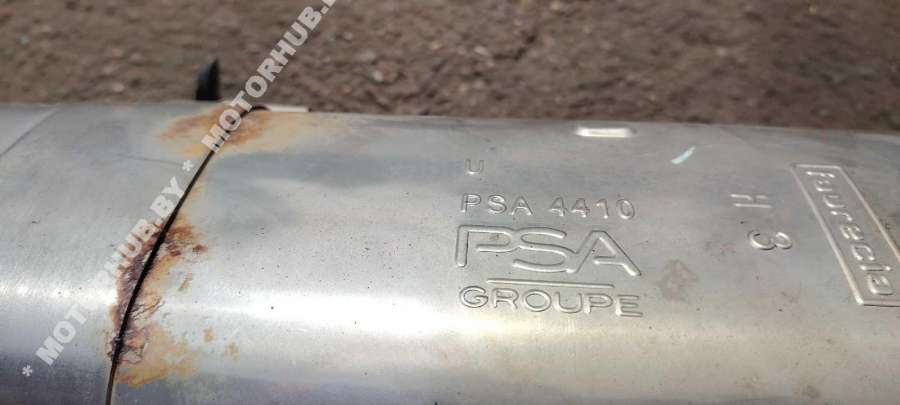 U
PSA 4410
PSA
GROUPE
H 3
faurecia
* MOTORHUB.BY * MOTORHUB.BY